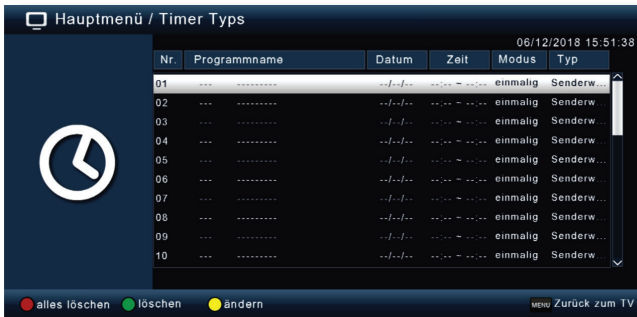 Hauptmenü / Timer Typs
06/12/2018 15:51:38
Nr. Programmname Datum Zeit Modus Typ
01 --- --------- --/--/-- --:-- ~ --:-- einmalig Senderw...
02 --- --------- --/--/-- --:-- ~ --:-- einmalig Senderw...
03 --- --------- --/--/-- --:-- ~ --:-- einmalig Senderw...
04 --- --------- --/--/-- --:-- ~ --:-- einmalig Senderw...
05 --- --------- --/--/-- --:-- ~ --:-- einmalig Senderw...
06 --- --------- --/--/-- --:-- ~ --:-- einmalig Senderw...
07 --- --------- --/--/-- --:-- ~ --:-- einmalig Senderw...
08 --- --------- --/--/-- --:-- ~ --:-- einmalig Senderw...
09 --- --------- --/--/-- --:-- ~ --:-- einmalig Senderw...
10 --- --------- --/--/-- --:-- ~ --:-- einmalig Senderw...
alles löschen löschen ändern MENU Zurück zum TV